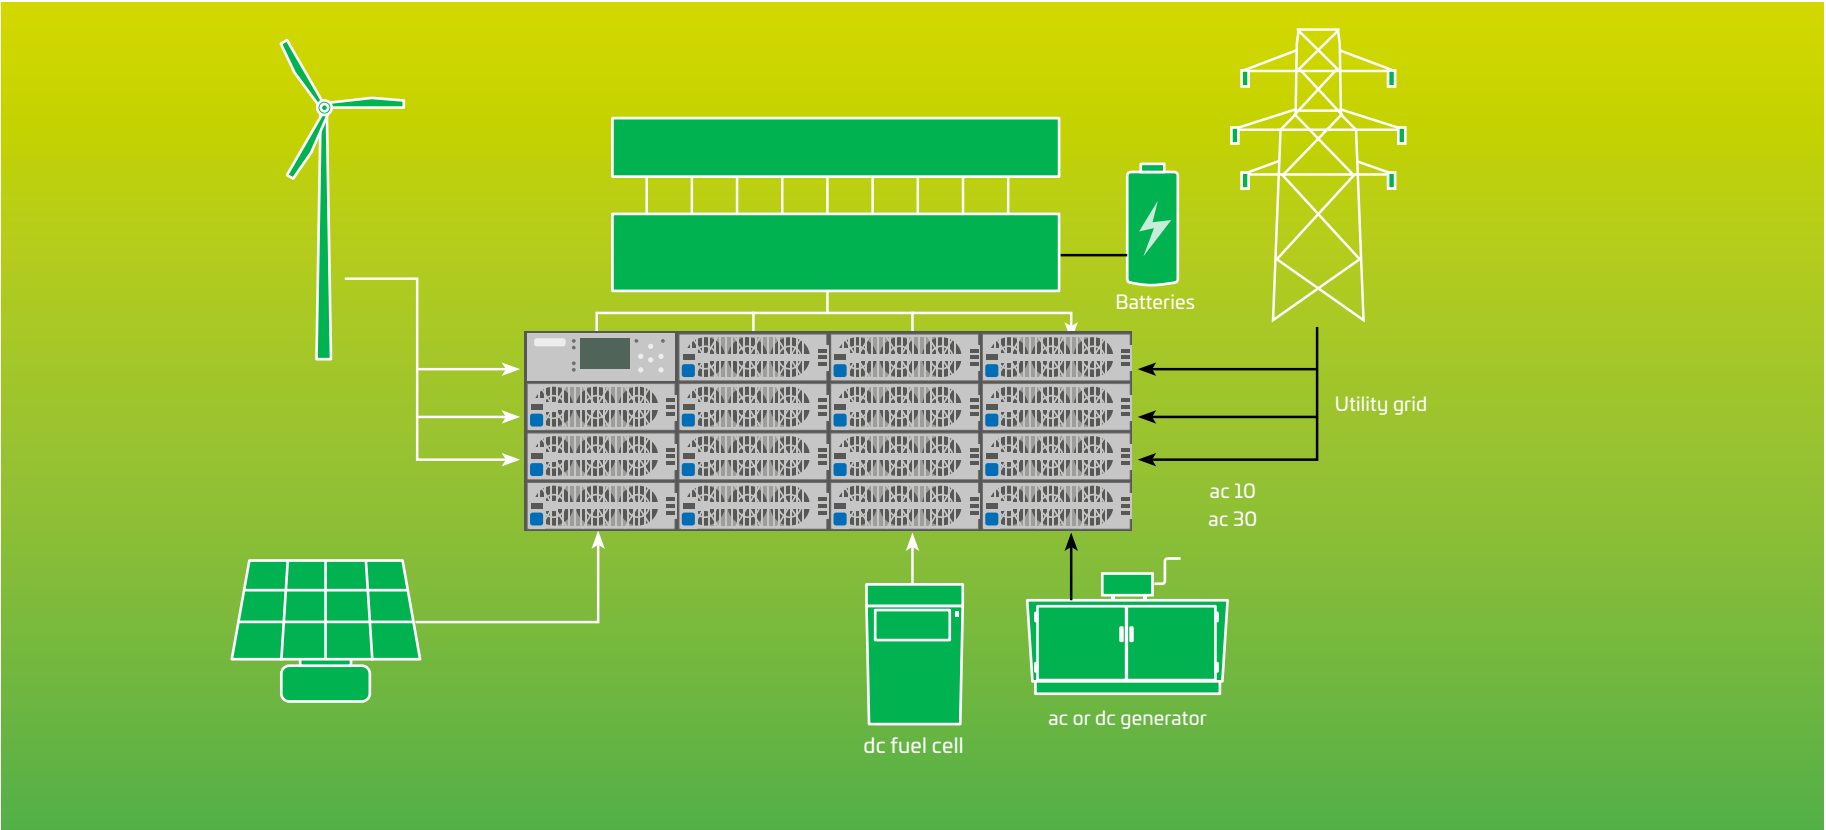 Batteries
Utility grid
ac 10
ac 30
ac or dc generator
dc fuel cell